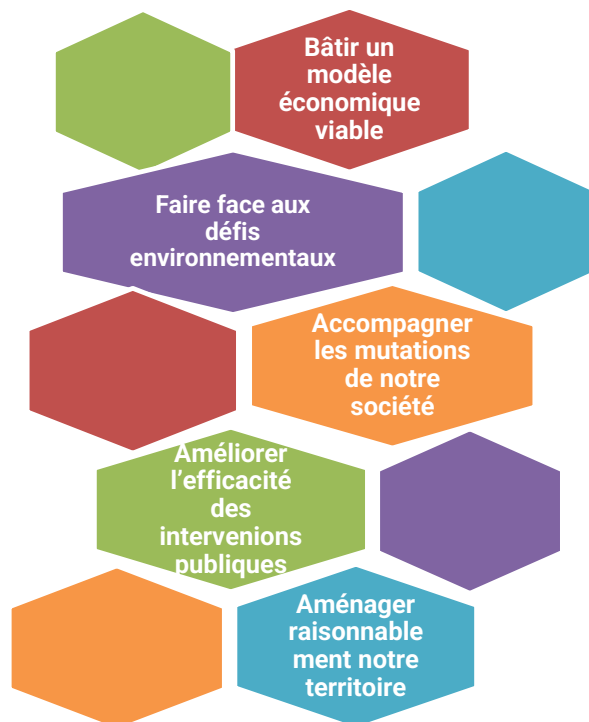 Bâtir un
modèle
économique
viable
Faire face aux
défis
environnementaux
Accompagner
les mutations
de notre
société
Améliorer
l’efficacité
des
intervenions
publiques
Aménager
raisonnable
ment notre
territoire